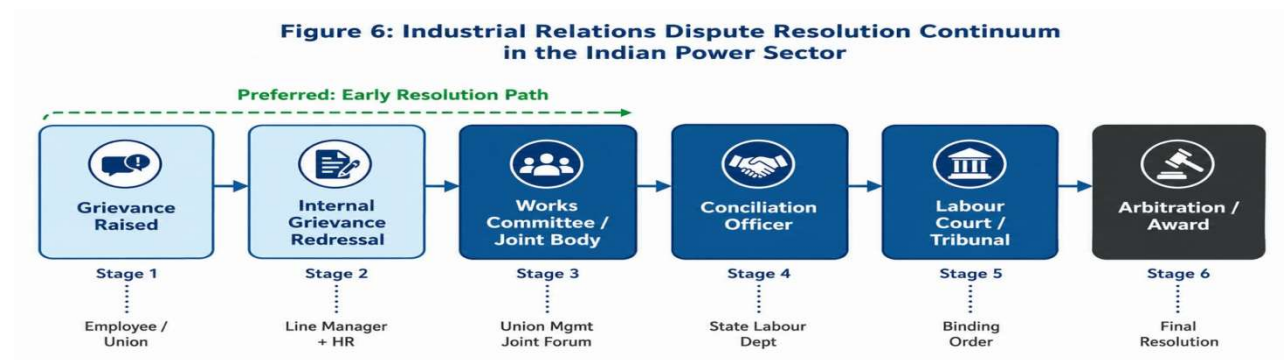 Figure 6: Industrial Relations Dispute Resolution Continuum
in the Indian Power Sector
Preferred: Early Resolution Path
Grievance
Raised
Internal
Grievance
Redressal
Works
Committee /
Joint Body
Conciliation
Officer
Labour
Court /
Tribunal
Arbitration /
Award
Stage 1
Stage 2
Stage 3
Stage 4
Stage 5
Stage 6
Employee /
Union
Line Manager
+ HR
Union Mgmt
Joint Forum
State Labour
Dept
Binding
Order
Final
Resolution